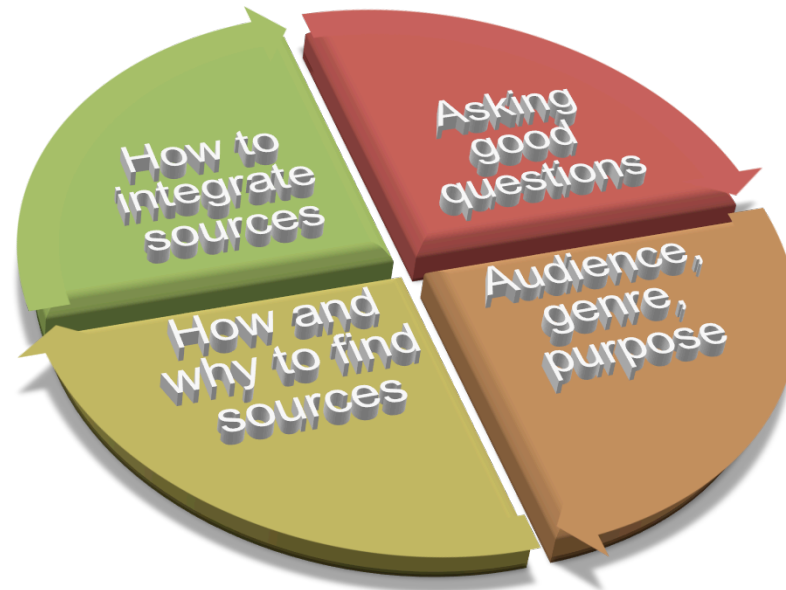 Asking
good
questions
Audience,
genre,
purpose
How and
why to find
sources
How to
integrate
sources